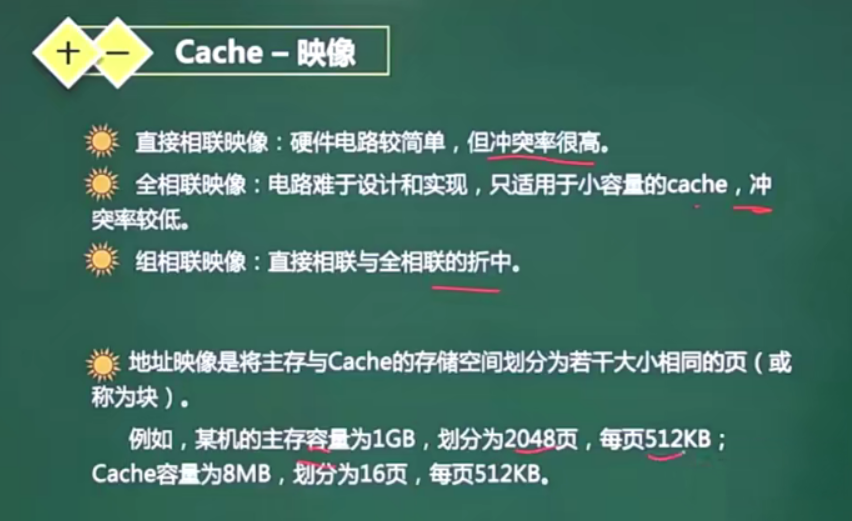 Cache – 映像
直接相联映像：硬件电路较简单，但冲突率很高。
全相联映像：电路难于设计和实现，只适用于小容量的cache，冲
突率较低。
组相联映像：直接相联与全相联的折中。
地址映像是将主存与Cache的存储空间划分为若干大小相同的页（或
称为块）。
例如，某机的主存容量为1GB，划分为2048页，每页512KB；
Cache容量为8MB，划分为16页，每页512KB。